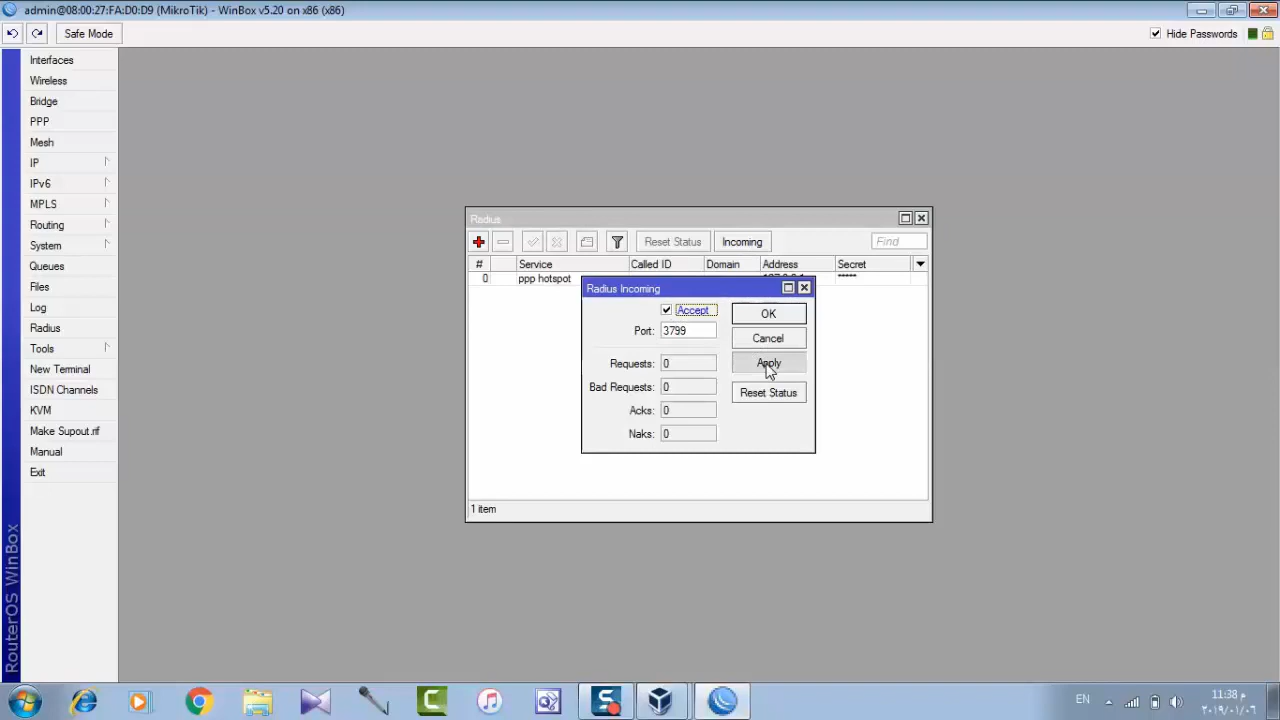 admin@08:00:27:FA:D0:D9 (MikroTik) - WinBox v5.20 on x86 (x86)
Safe Mode
Hide Passwords
Interfaces
Wireless
Bridge
PPP
Mesh
IP
IPv6
MPLS
Routing
System
Queues
Files
Log
Radius
Tools
New Terminal
ISDN Channels
KVM
Make Supout.rif
Manual
Exit
RouterOS WinBox
Radius
Reset Status
Incoming
Find
# Service Called ID Domain Address Secret
0 ppp hotspot *****
Radius Incoming
Accept
OK
Port: 3799
Cancel
Requests: 0
Apply
Bad Requests: 0
Reset Status
Acks: 0
Naks: 0
1 item
EN
11:38 م
٢٠١٩/٠١/٠٦